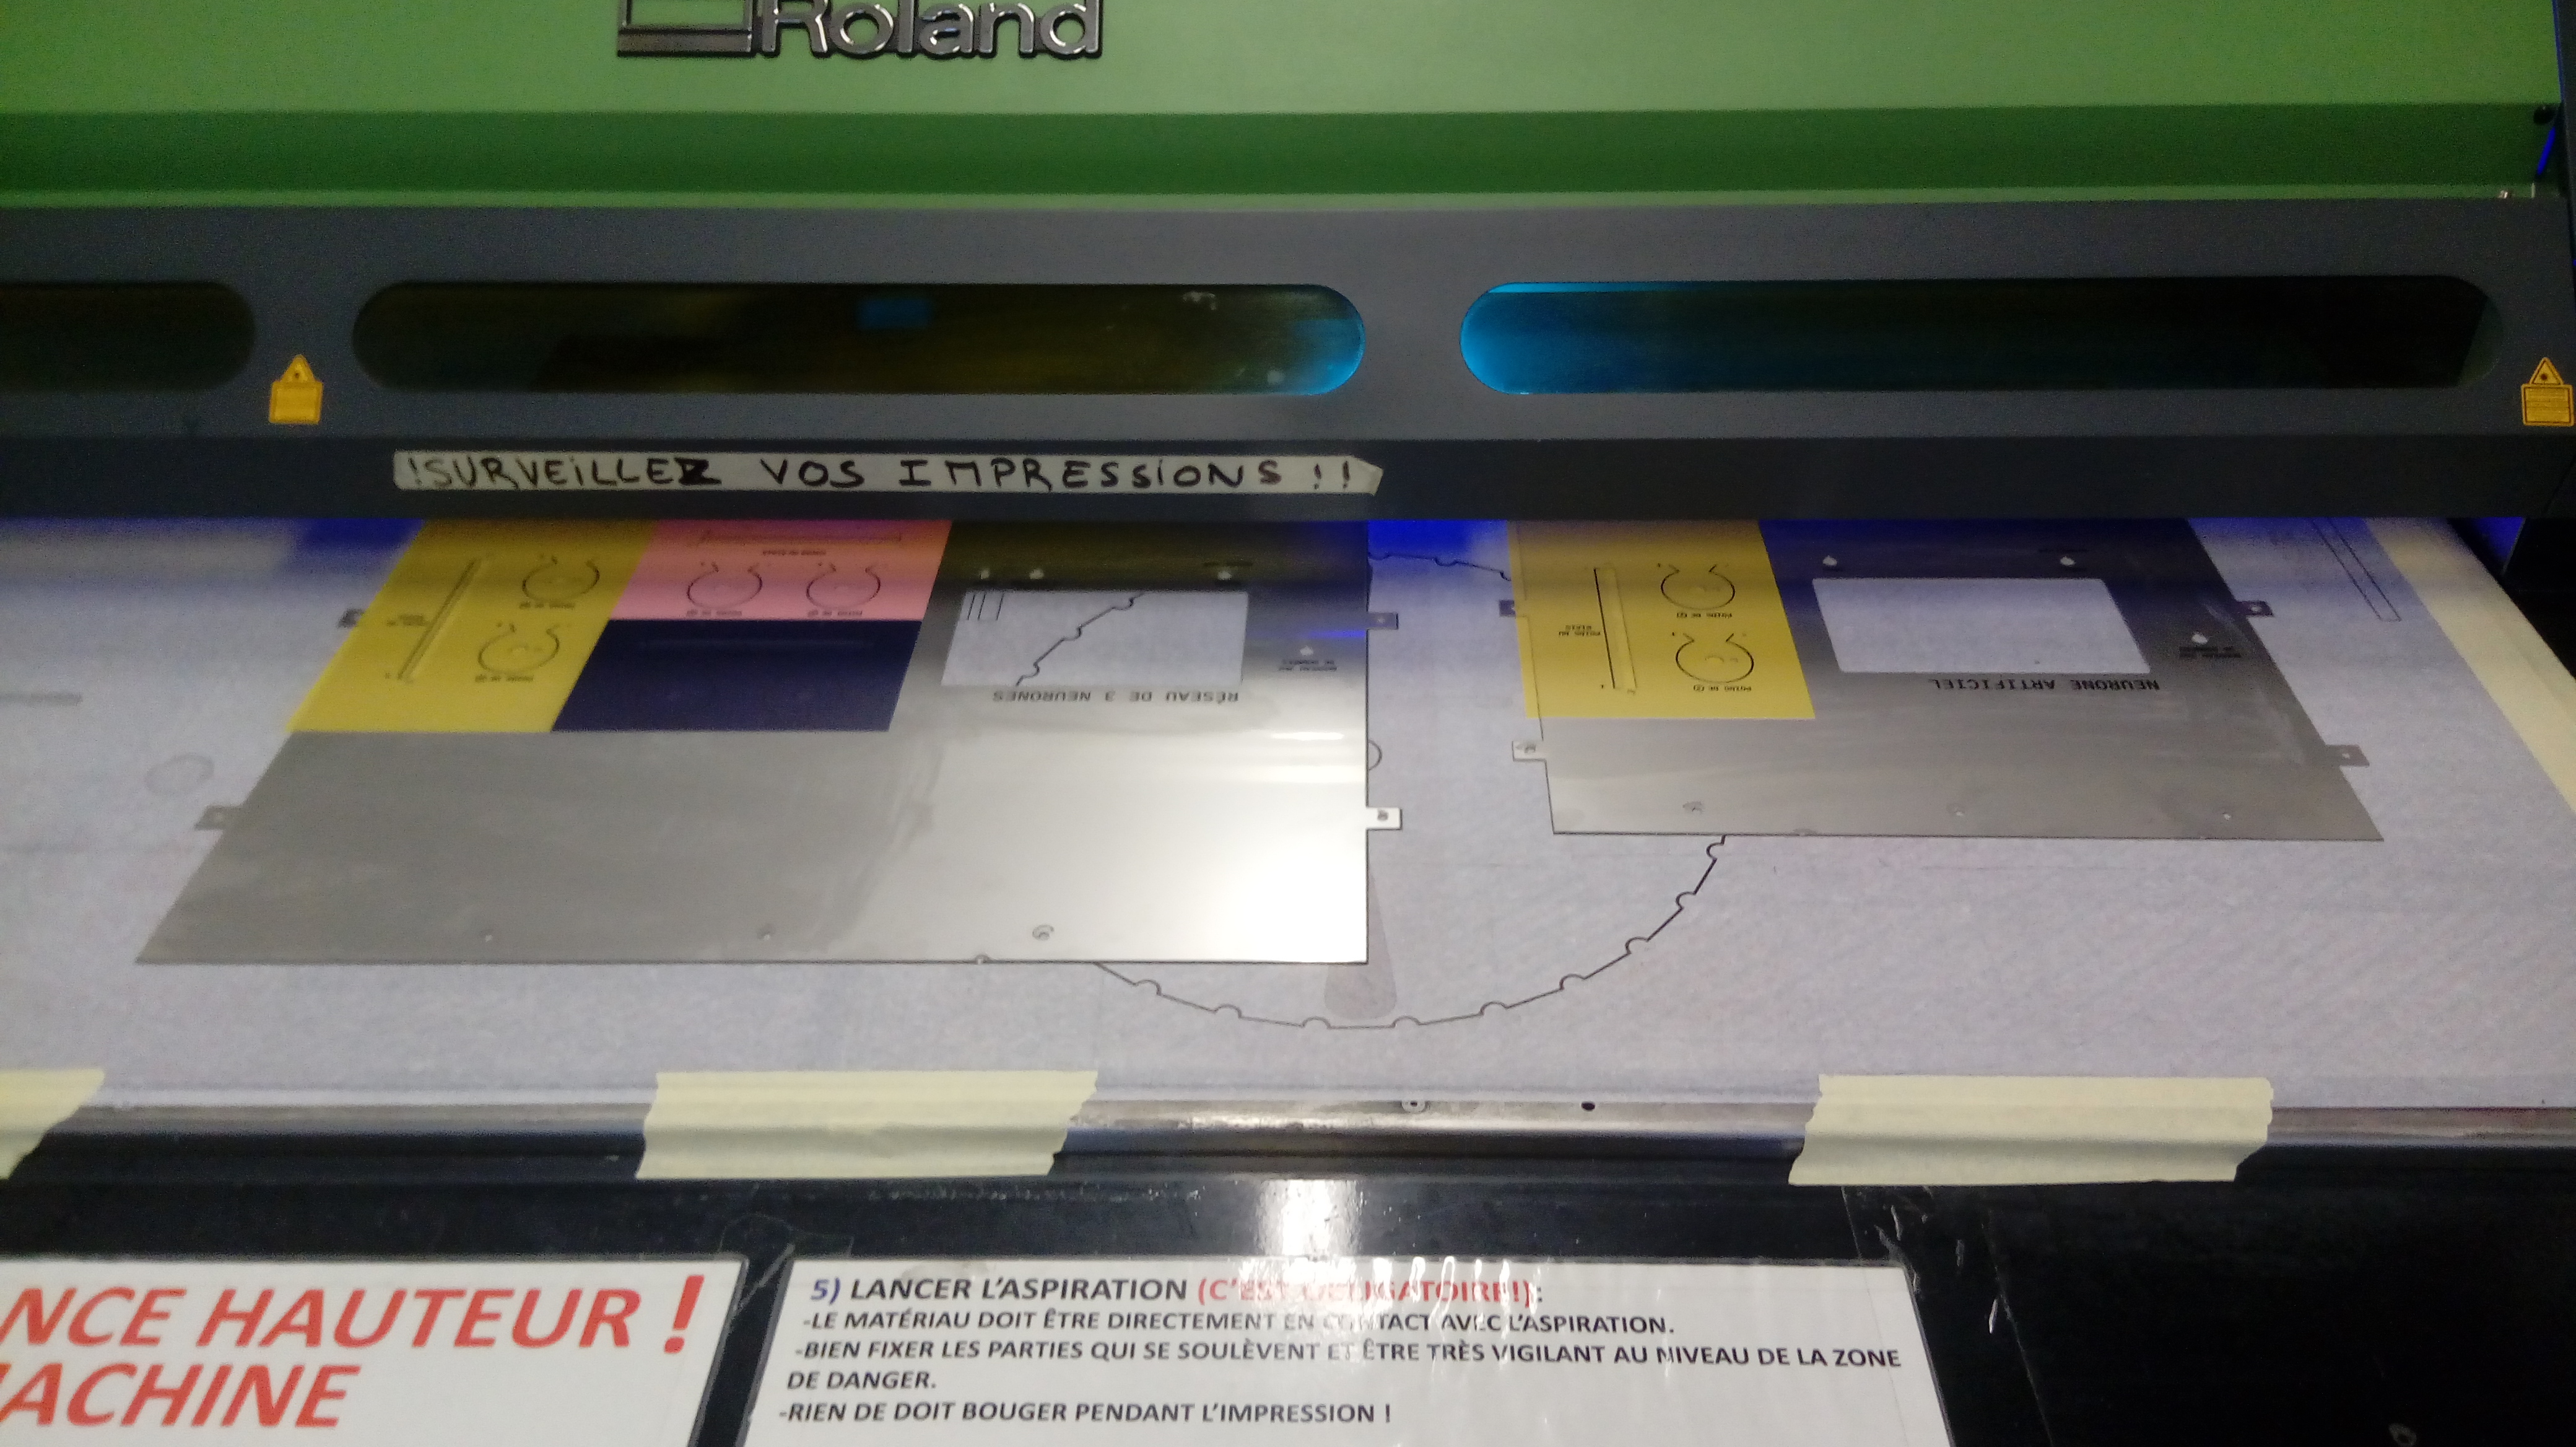 Roland
!SURVEILLEZ VOS IMPRESSIONS !!
RÉSEAU DE 3 NEURONES
NEURONE ARTIFICIEL
NCE HAUTEUR !
ACHINE
5) LANCER L'ASPIRATION (C'EST OBLIGATOIRE!):
-LE MATÉRIAU DOIT ÊTRE DIRECTEMENT EN CONTACT AVEC L'ASPIRATION.
-BIEN FIXER LES PARTIES QUI SE SOULÈVENT ET ÊTRE TRÈS VIGILANT AU NIVEAU DE LA ZONE
DE DANGER.
-RIEN DE DOIT BOUGER PENDANT L'IMPRESSION !